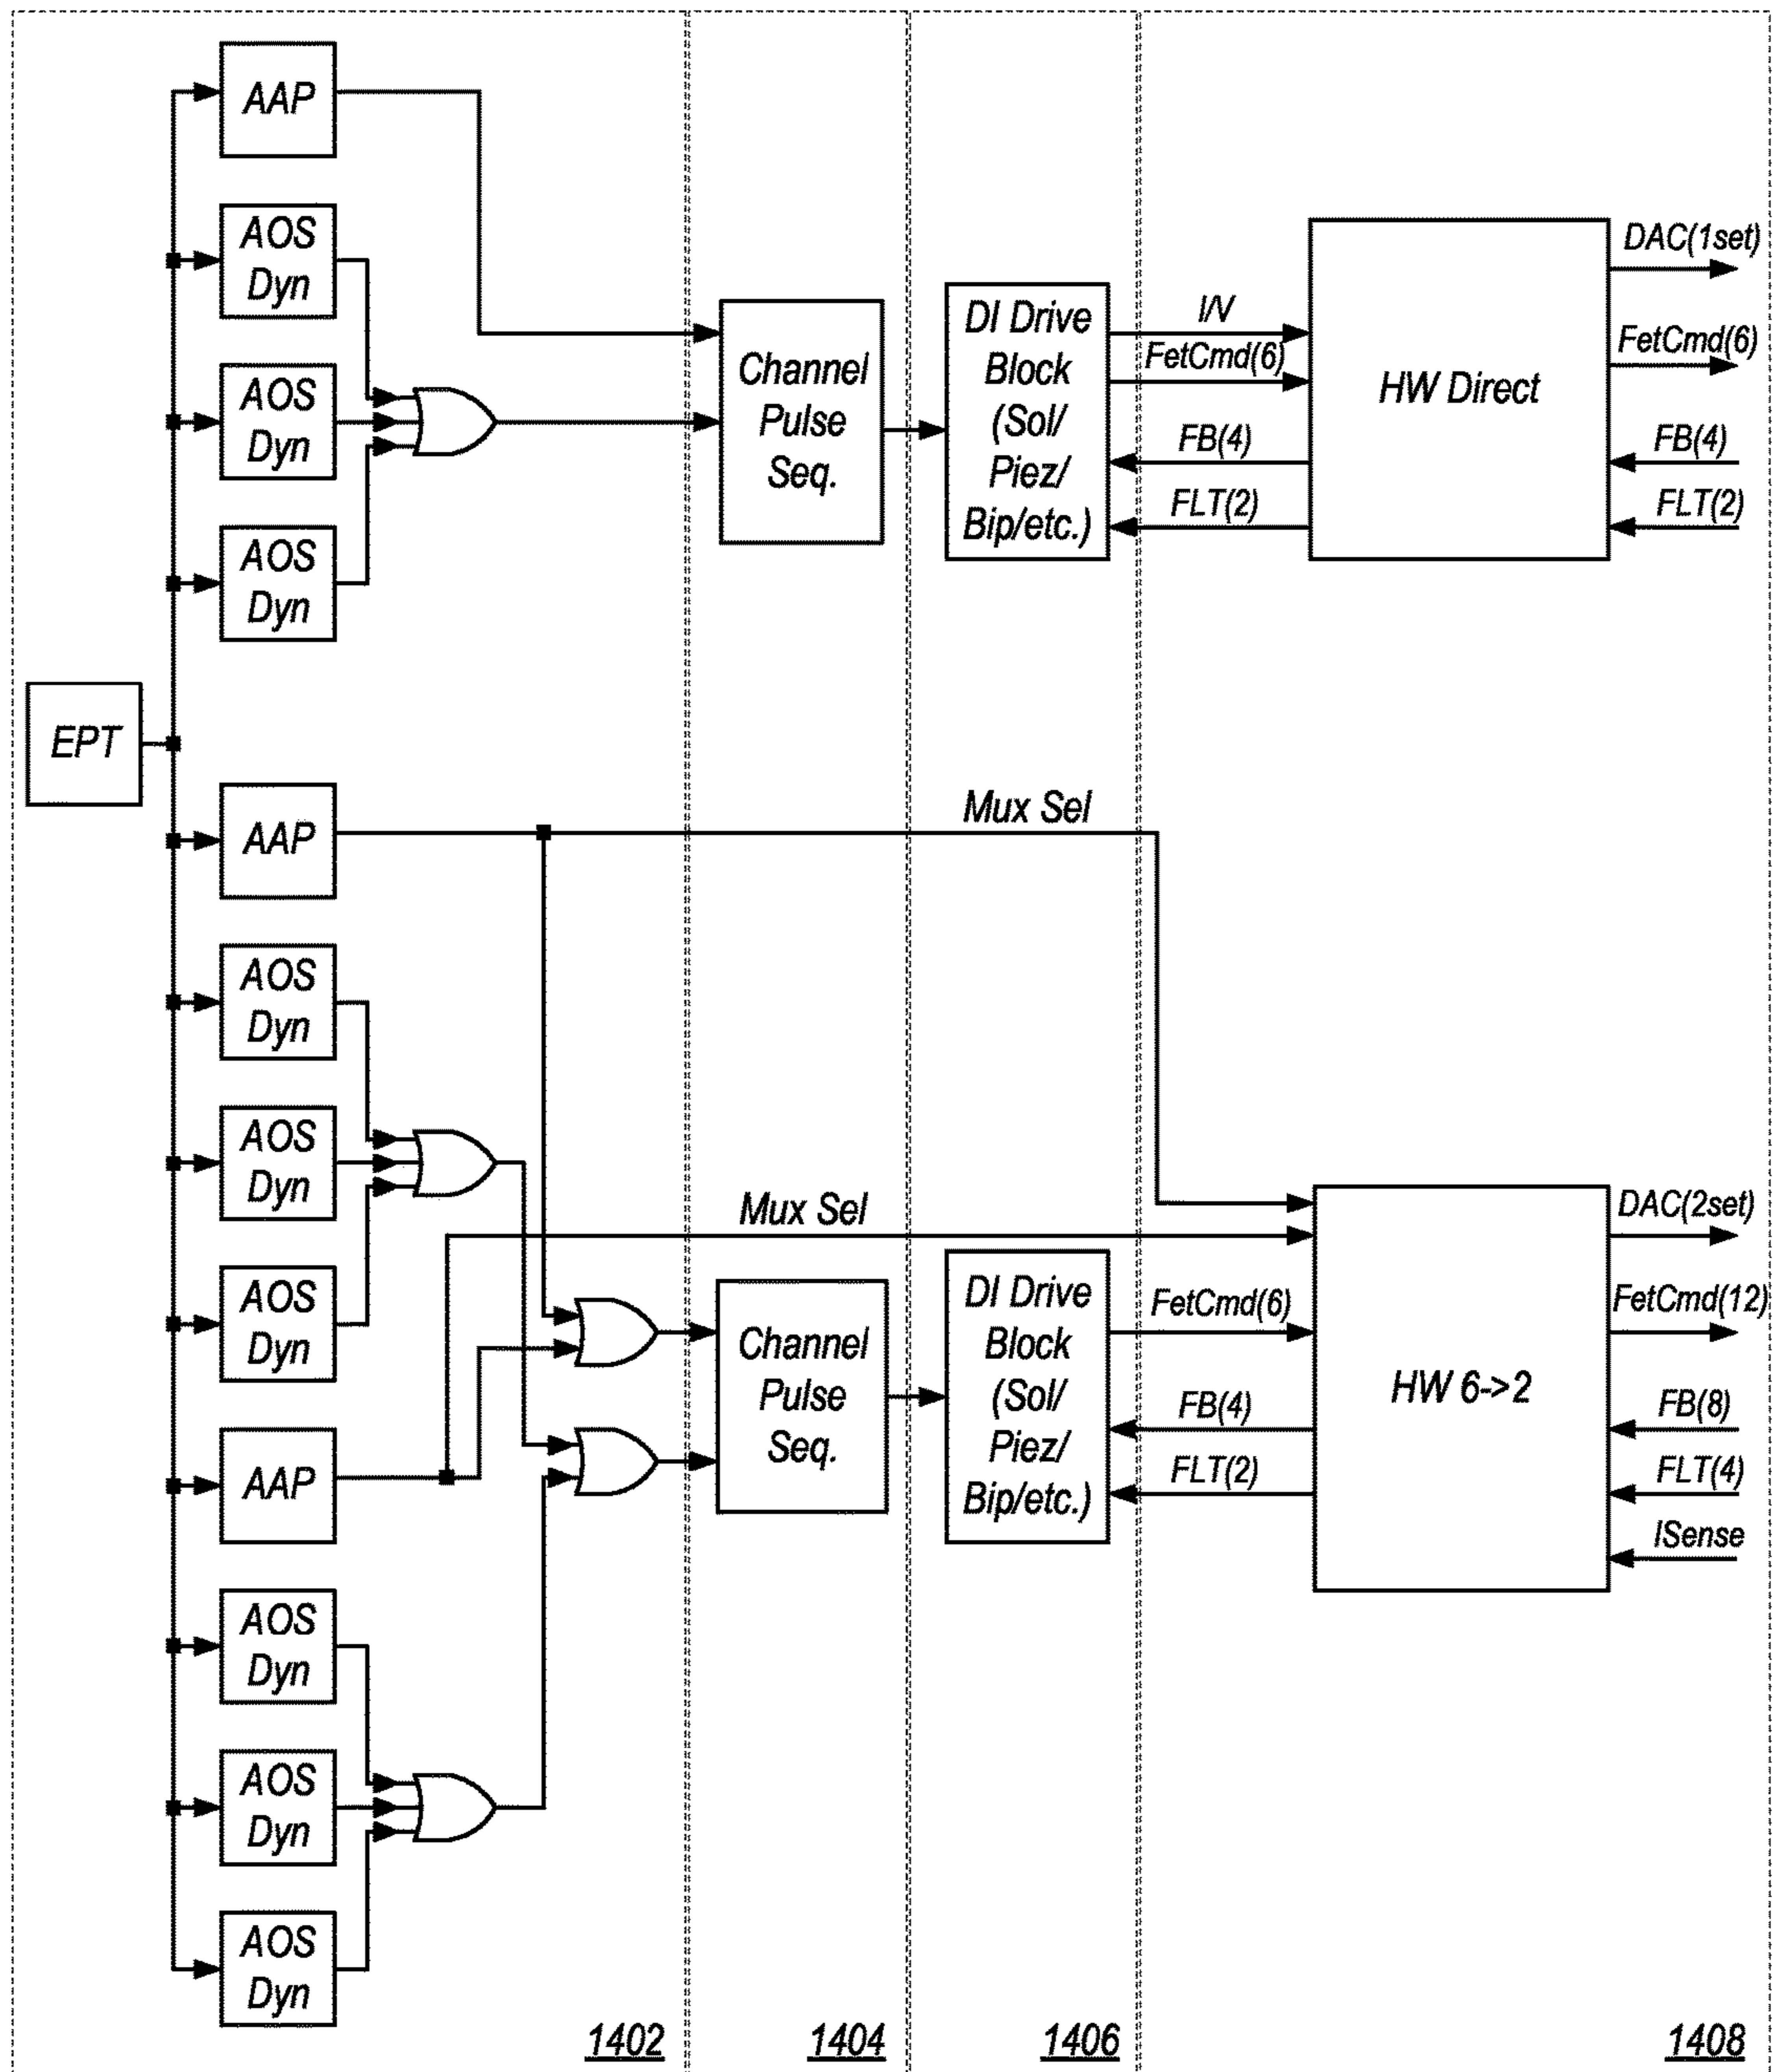 AAP
AOS
Dyn
AOS
Dyn
AOS
Dyn
Channel
Pulse
Seq.
DI Drive
Block
(Sol/
Piez/
Bip/etc.)
I/V
FetCmd(6)
FB(4)
FLT(2)
HW Direct
DAC(1set)
FetCmd(6)
FB(4)
FLT(2)
EPT
AAP
Mux Sel
AOS
Dyn
AOS
Dyn
AOS
Dyn
Mux Sel
AAP
AOS
Dyn
AOS
Dyn
AOS
Dyn
Channel
Pulse
Seq.
DI Drive
Block
(Sol/
Piez/
Bip/etc.)
FetCmd(6)
FB(4)
FLT(2)
HW 6->2
DAC(2set)
FetCmd(12)
FB(8)
FLT(4)
ISense
1402
1404
1406
1408